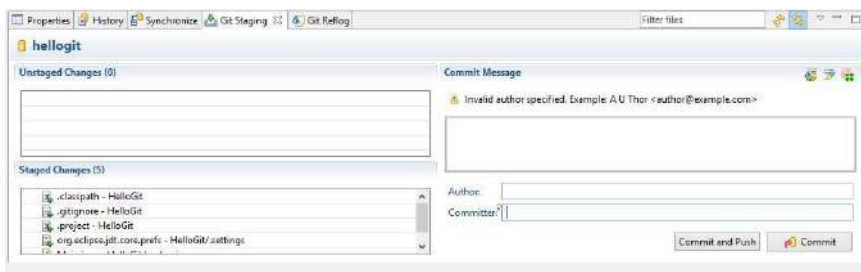 Properties History Synchronize Git Staging Git Reflog Filter files
hellogit
Unstaged Changes (0)
Staged Changes (5)
.classpath - HelloGit
.gitignore - HelloGit
.project - HelloGit
org.eclipse.jdt.core.prefs - HelloGit/.settings
Commit Message
Invalid author specified. Example: A U Thor <author@example.com>
Author:
Committer:
Commit and Push Commit